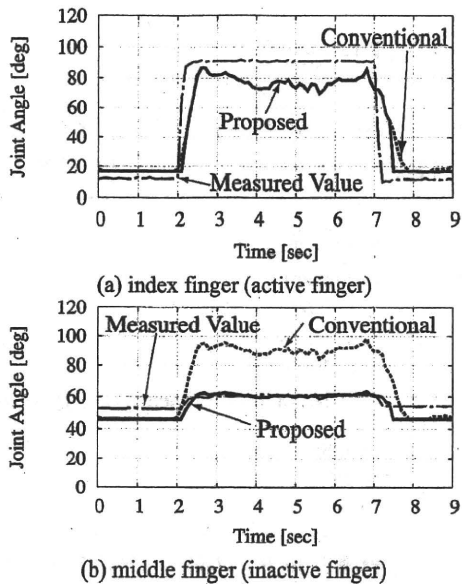 120
100
80
60
40
20
0
Joint Angle [deg]
Conventional
Proposed
Measured Value
0 1 2 3 4 5 6 7 8 9
Time [sec]
(a) index finger (active finger)
120
100
80
60
40
20
0
Joint Angle [deg]
Measured Value
Conventional
Proposed
0 1 2 3 4 5 6 7 8 9
Time [sec]
(b) middle finger (inactive finger)